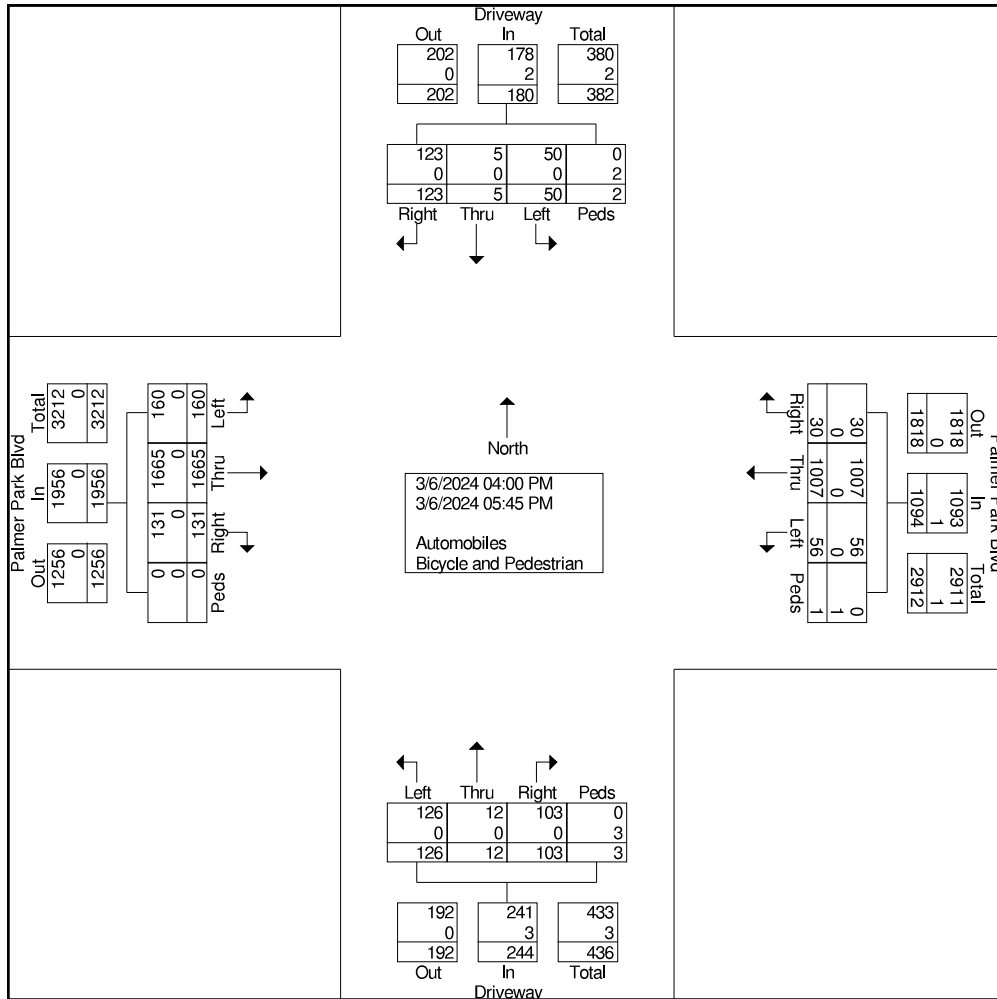 Driveway
Out In Total
202 178 380
0 2 2
202 180 382
123 5 50 0
0 0 0 2
123 5 50 2
Right Thru Left Peds
Palmer Park Blvd
Total In Out
3212 1956 1256
0 0 0
3212 1956 1256
160 1665 131 0
0 0 0 0
160 1665 131 0
Left Thru Right Peds
North
3/6/2024 04:00 PM
3/6/2024 05:45 PM
Automobiles
Bicycle and Pedestrian
Palmer Park Blvd
Out In Total
1818 1093 2911
0 1 1
1818 1094 2912
30 1007 56 0
0 0 0 1
30 1007 56 1
Right Thru Left Peds
Left Thru Right Peds
126 12 103 0
0 0 0 3
126 12 103 3
192 241 433
0 3 3
192 244 436
Out In Total
Driveway